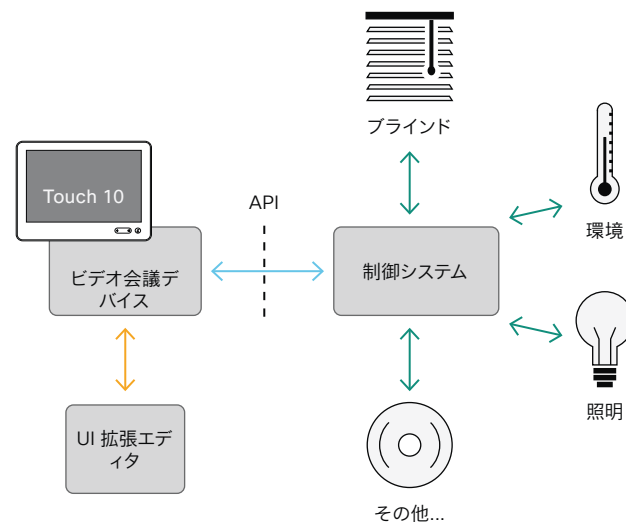 ブラインド
Touch 10
API
環境
ビデオ会議デ
バイス
制御システム
照明
UI 拡張エディ
タ
その他...